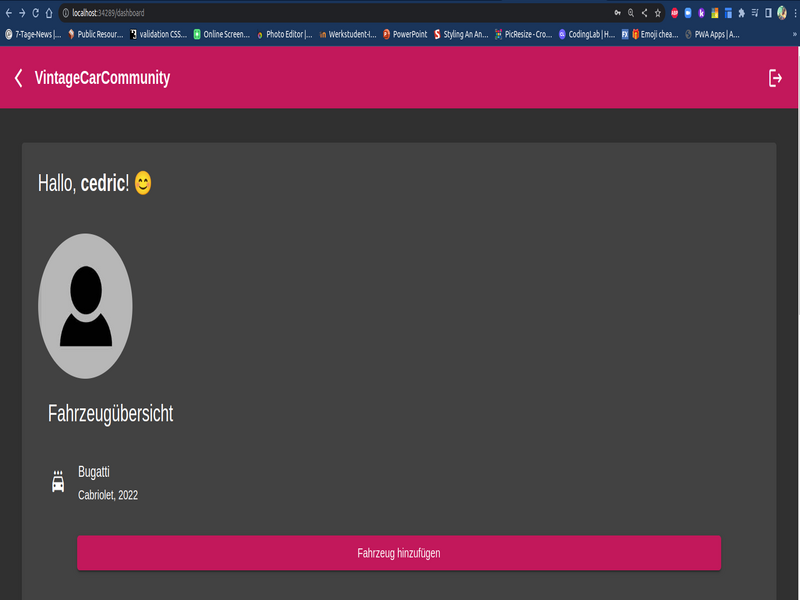 localhost:34289/dashboard
7-Tage-News |... Public Resour... validation CSS... Online Screen... Photo Editor |... Werkstudent-I... PowerPoint Styling An An... PicResize - Cro... CodingLab | H... Emoji chea... PWA Apps | A... »
VintageCarCommunity
Hallo, cedric! 😊
Fahrzeugübersicht
Bugatti
Cabriolet, 2022
Fahrzeug hinzufügen